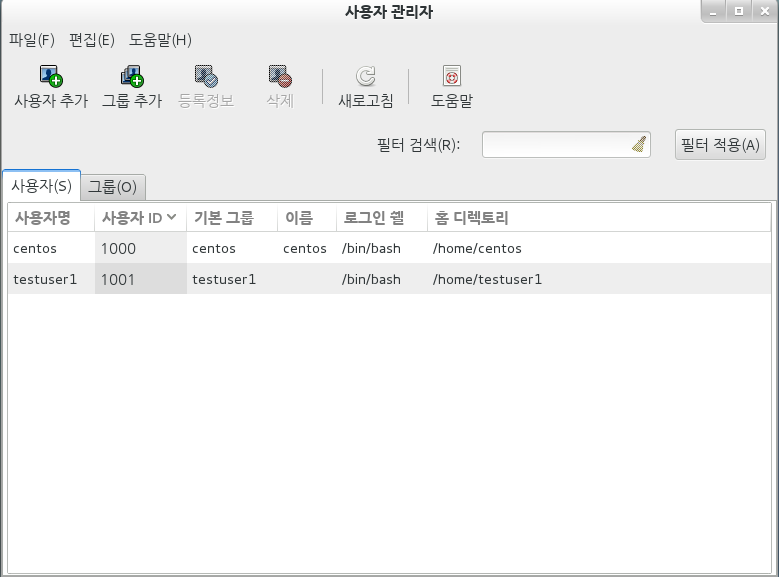 사용자 관리자
파일(F) 편집(E) 도움말(H)
사용자 추가 그룹 추가 등록정보 삭제 새로고침 도움말
필터 검색(R): 필터 적용(A)
사용자(S) 그룹(O)
사용자명 사용자 ID 기본 그룹 이름 로그인 쉘 홈 디렉토리
centos 1000 centos centos /bin/bash /home/centos
testuser1 1001 testuser1 /bin/bash /home/testuser1